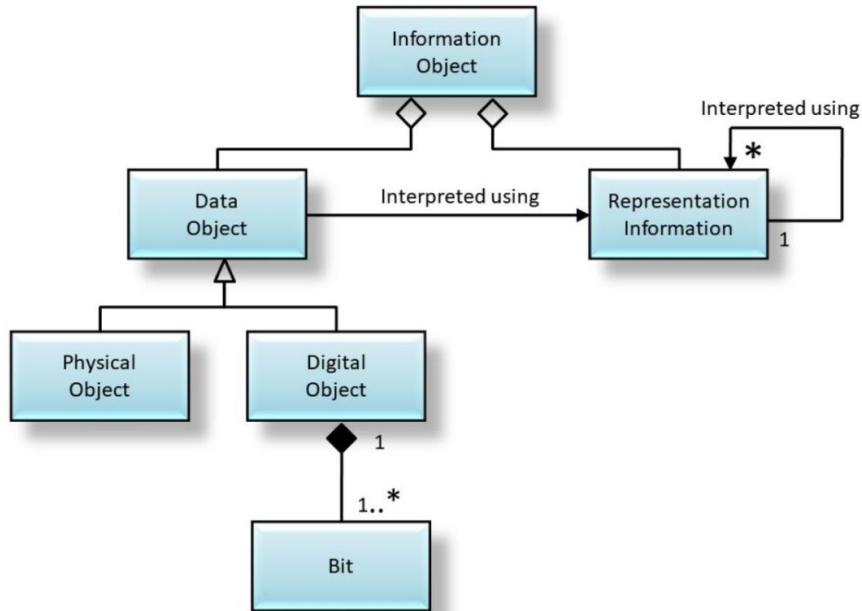 Information
Object
Interpreted using
*
Data
Object
Interpreted using
Representation
Information
1
Physical
Object
Digital
Object
1
1..*
Bit